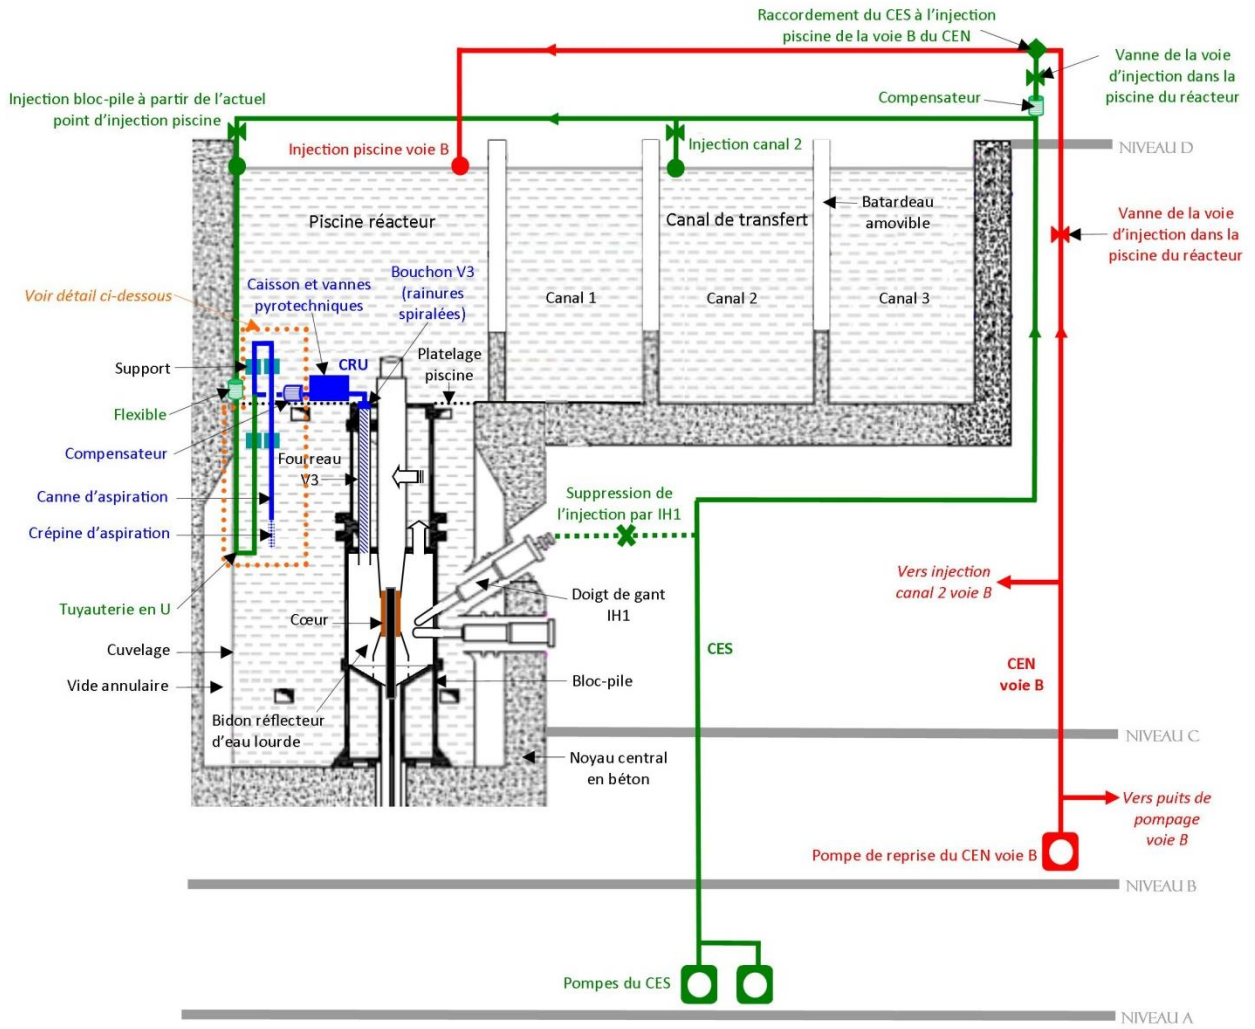 Raccordement du CES à l'injection
piscine de la voie B du CEN
Vanne de la voie
d'injection dans la
piscine du réacteur
Injection bloc-pile à partir de l'actuel
point d'injection piscine
Compensateur
Injection piscine voie B
Injection canal 2
NIVEAU D
Piscine réacteur
Canal de transfert
Batardeau
amovible
Vanne de la voie
d'injection dans la
piscine du réacteur
Voir détail ci-dessous
Caisson et vannes
pyrotechniques
Bouchon V3
(rainures
spiralées)
Canal 1
Canal 2
Canal 3
Support
CRU
Platelage
piscine
Flexible
Compensateur
Fourreau
V3
Canne d'aspiration
Crépine d'aspiration
Suppression de
l'injection par IH1
Vers injection
canal 2 voie B
Tuyauterie en U
Cœur
Doigt de gant
IH1
Cuvelage
CES
CEN
voie B
Vide annulaire
Bloc-pile
Bidon réflecteur
d'eau lourde
Noyau central
en béton
NIVEAU C
Vers puits de
pompage
voie B
Pompe de reprise du CEN voie B
NIVEAU B
Pompes du CES
NIVEAU A